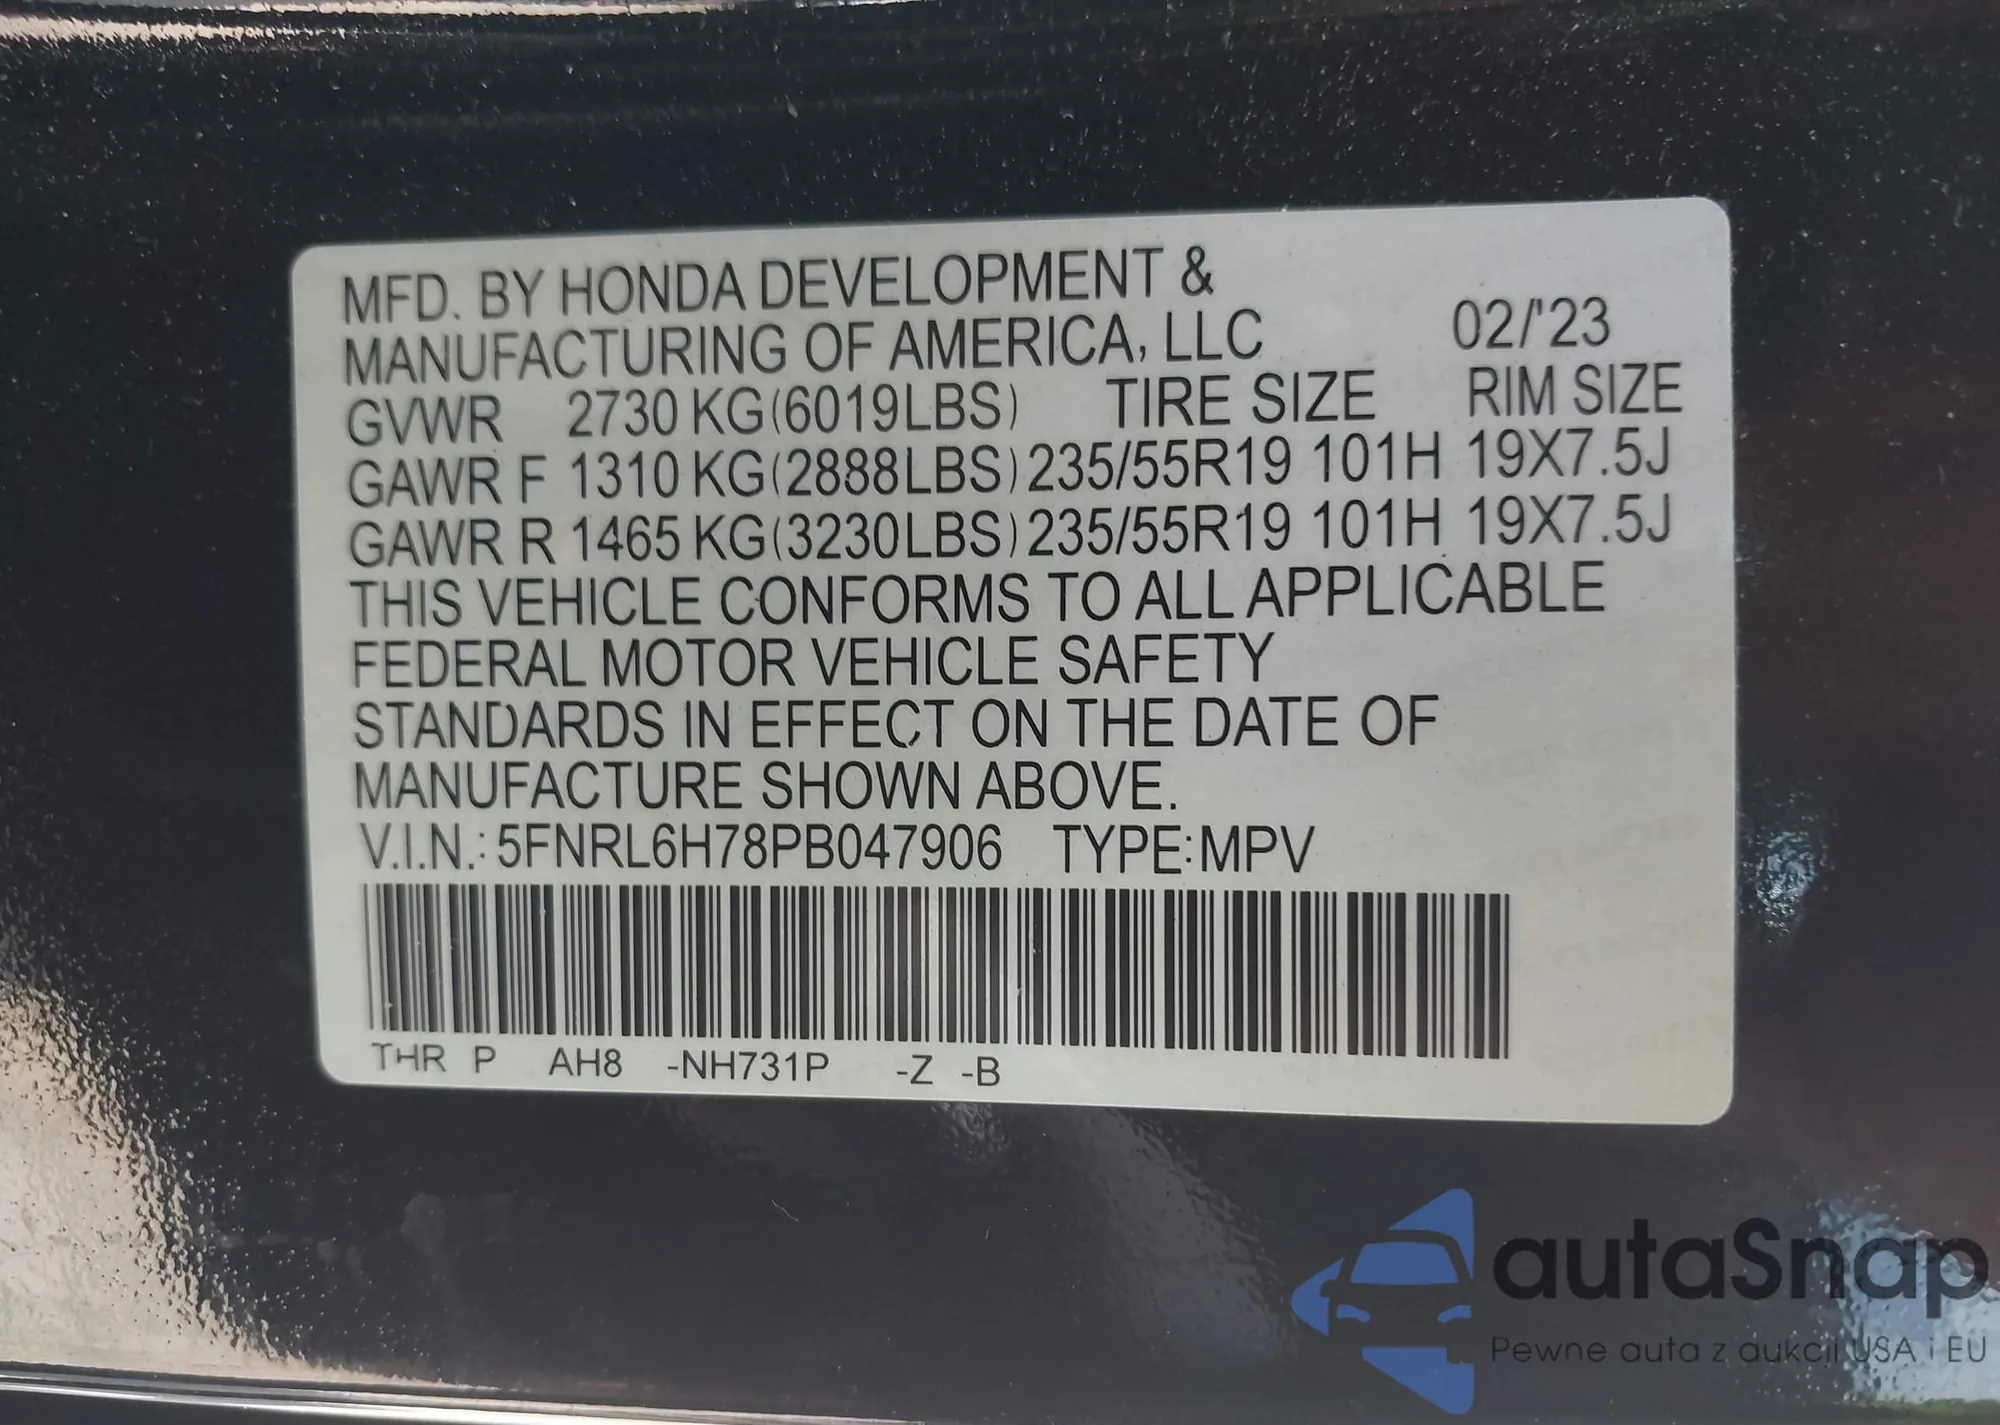 MFD. BY HONDA DEVELOPMENT &
MANUFACTURING OF AMERICA, LLC 02/'23
GVWR 2730 KG(6019LBS) TIRE SIZE RIM SIZE
GAWR F 1310 KG(2888LBS) 235/55R19 101H 19X7.5J
GAWR R 1465 KG(3230LBS) 235/55R19 101H 19X7.5J
THIS VEHICLE CONFORMS TO ALL APPLICABLE
FEDERAL MOTOR VEHICLE SAFETY
STANDARDS IN EFFECT ON THE DATE OF
MANUFACTURE SHOWN ABOVE.
V.I.N.: 5FNRL6H78PB047906 TYPE: MPV
THR P AH8 -NH731P -Z -B
autaSnap
Pewne auta z aukcji USA i EU